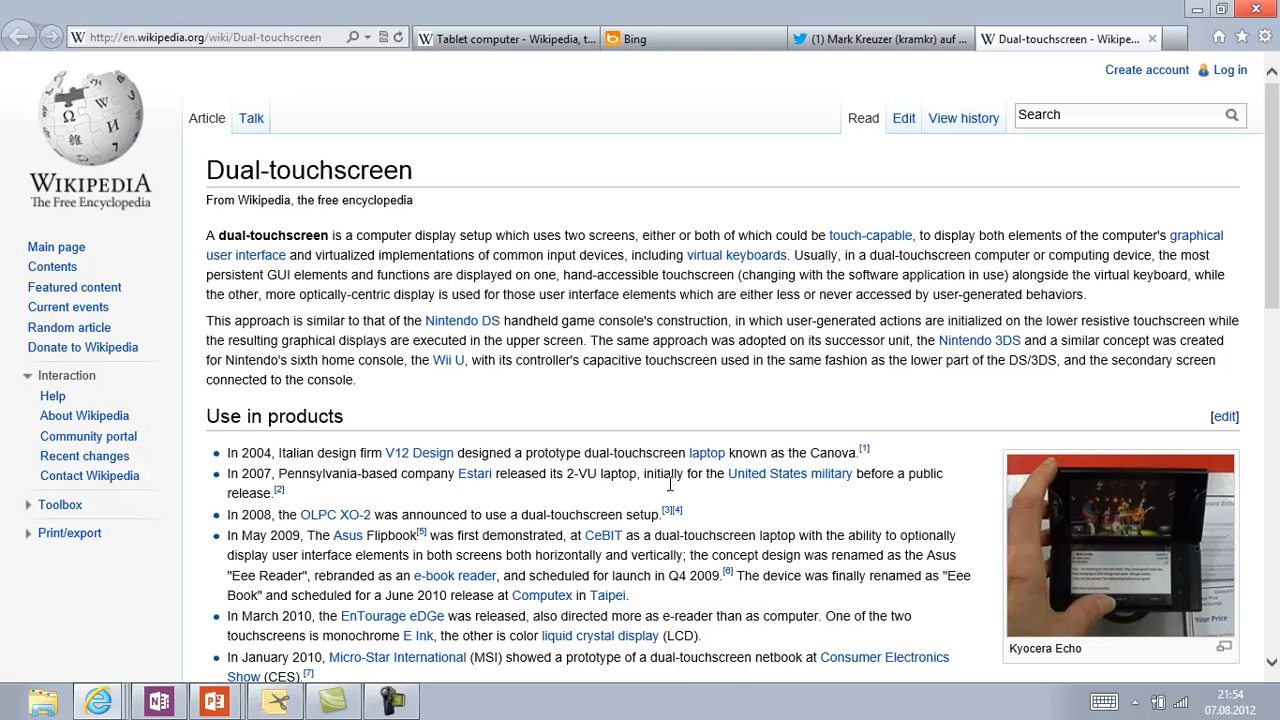 http://en.wikipedia.org/wiki/Dual-touchscreen
Tablet computer - Wikipedia, t...
Bing
(1) Mark Kreuzer (kramkr) auf ...
Dual-touchscreen - Wikipe...
Create account Log in
Article Talk Read Edit View history Search
WIKIPEDIA
The Free Encyclopedia
Main page
Contents
Featured content
Current events
Random article
Donate to Wikipedia
Interaction
Help
About Wikipedia
Community portal
Recent changes
Contact Wikipedia
Toolbox
Print/export
Dual-touchscreen
From Wikipedia, the free encyclopedia
A dual-touchscreen is a computer display setup which uses two screens, either or both of which could be touch-capable, to display both elements of the computer's graphical
user interface and virtualized implementations of common input devices, including virtual keyboards. Usually, in a dual-touchscreen computer or computing device, the most
persistent GUI elements and functions are displayed on one, hand-accessible touchscreen (changing with the software application in use) alongside the virtual keyboard, while
the other, more optically-centric display is used for those user interface elements which are either less or never accessed by user-generated behaviors.
This approach is similar to that of the Nintendo DS handheld game console's construction, in which user-generated actions are initialized on the lower resistive touchscreen while
the resulting graphical displays are executed in the upper screen. The same approach was adopted on its successor unit, the Nintendo 3DS and a similar concept was created
for Nintendo's sixth home console, the Wii U, with its controller's capacitive touchscreen used in the same fashion as the lower part of the DS/3DS, and the secondary screen
connected to the console.
Use in products [edit]
In 2004, Italian design firm V12 Design designed a prototype dual-touchscreen laptop known as the Canova.[1]
In 2007, Pennsylvania-based company Estari released its 2-VU laptop, initially for the United States military before a public
release.[2]
In 2008, the OLPC XO-2 was announced to use a dual-touchscreen setup.[3][4]
In May 2009, The Asus Flipbook[5] was first demonstrated, at CeBIT as a dual-touchscreen laptop with the ability to optionally
display user interface elements in both screens both horizontally and vertically; the concept design was renamed as the Asus
"Eee Reader", rebranded as an e-book reader, and scheduled for launch in Q4 2009.[6] The device was finally renamed as "Eee
Book" and scheduled for a June 2010 release at Computex in Taipei.
In March 2010, the EnTourage eDGe was released, also directed more as e-reader than as computer. One of the two
touchscreens is monochrome E Ink, the other is color liquid crystal display (LCD).
In January 2010, Micro-Star International (MSI) showed a prototype of a dual-touchscreen netbook at Consumer Electronics
Show (CES).[7]
Your Price
Kyocera Echo
21:54
07.08.2012